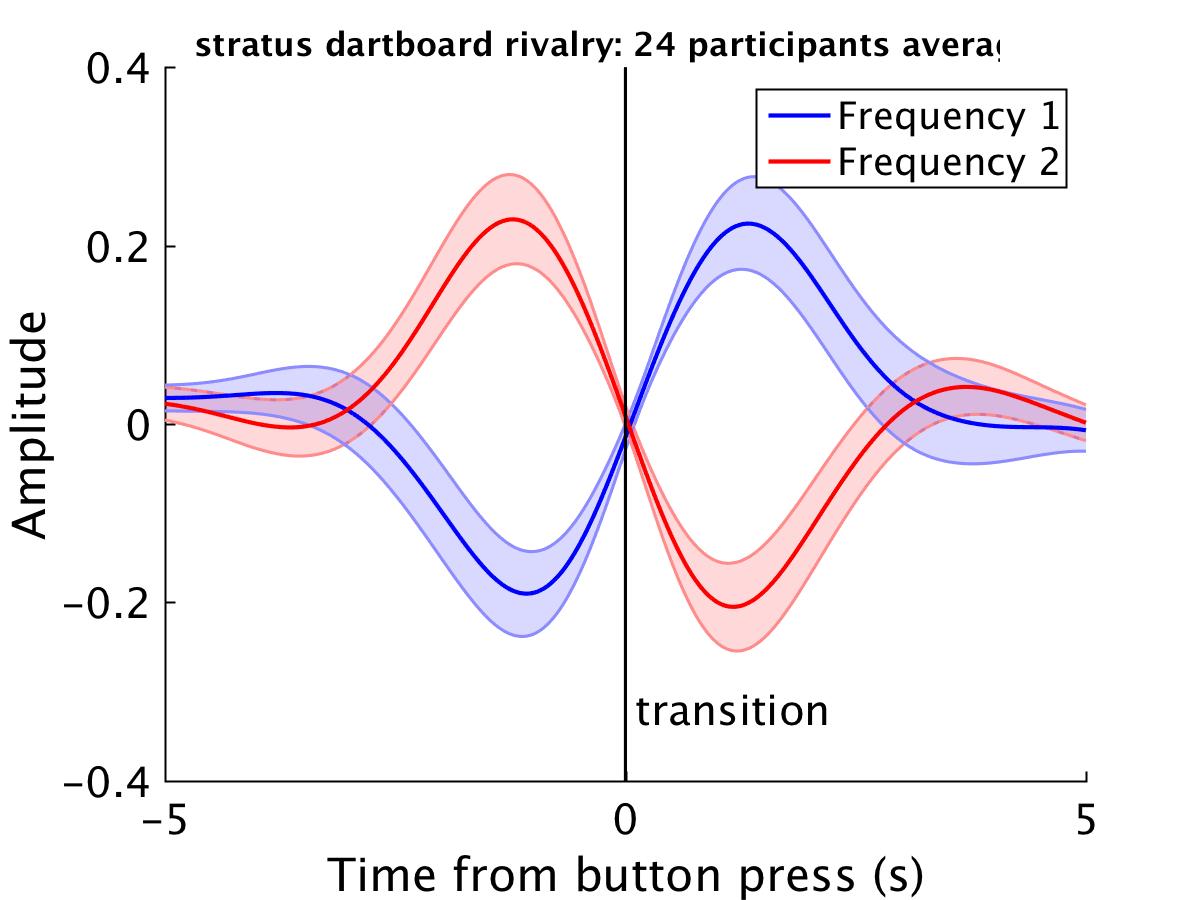 stratus dartboard rivalry: 24 participants
0.4
Frequency 1
Frequency 2
0.2
Amplitude
0
−0.2
transition
−0.4
−5 0 5
Time from button press (s)